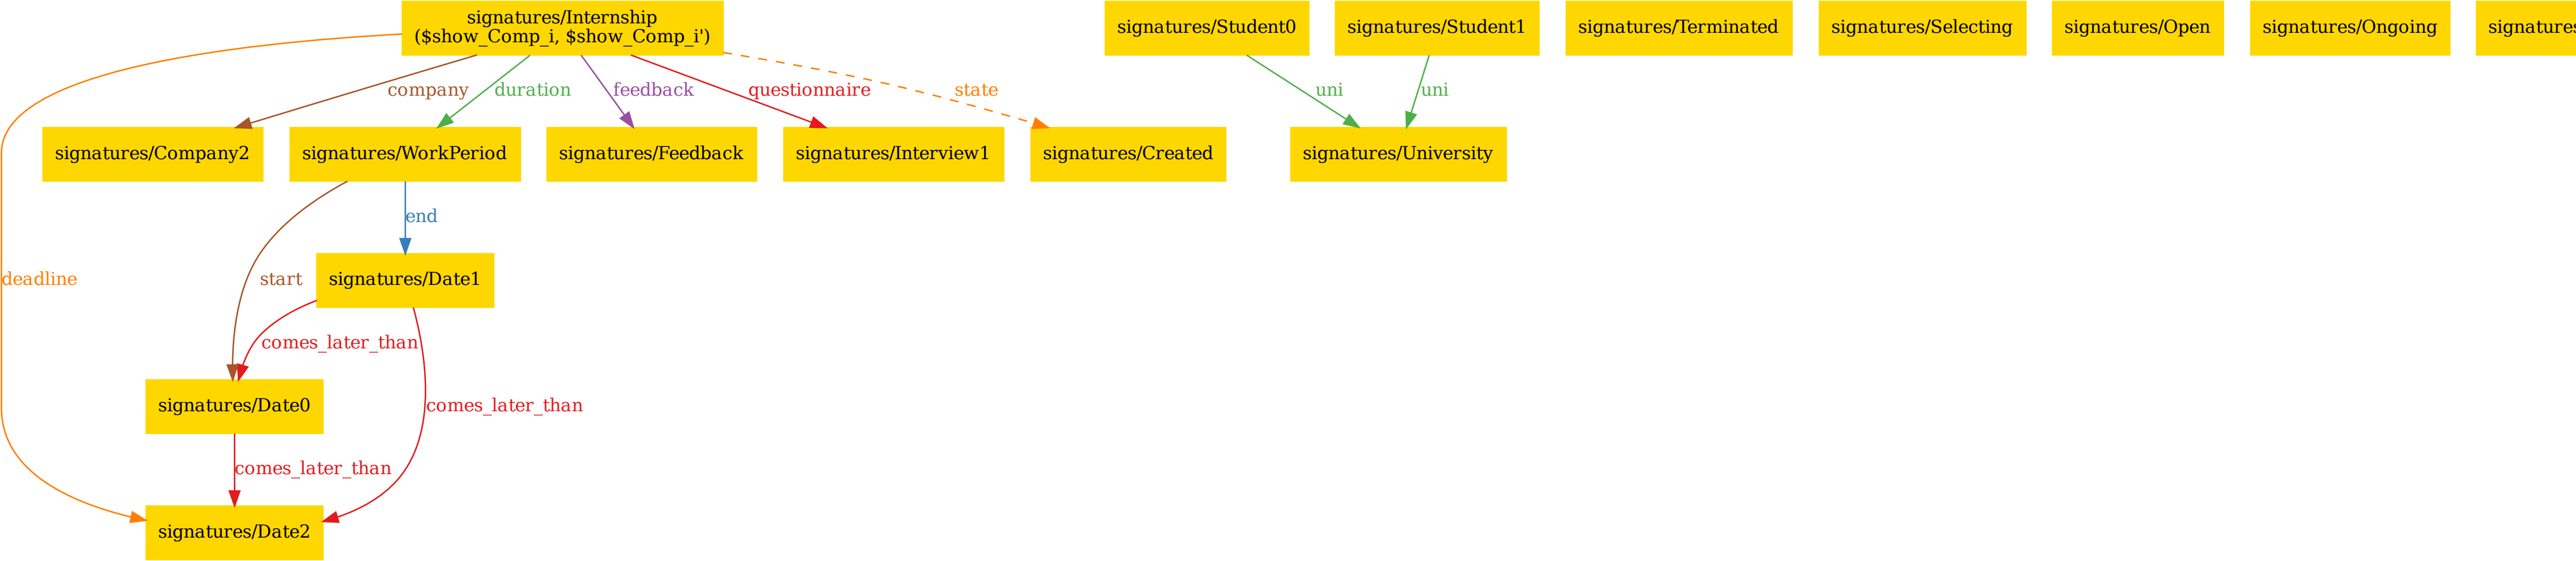 signatures/Internship
($show_Comp_i, $show_Comp_i')
signatures/Student0
signatures/Student1
signatures/Terminated
signatures/Selecting
signatures/Open
signatures/Ongoing
signatures
company
duration
feedback
questionnaire
state
uni
uni
signatures/Company2
signatures/WorkPeriod
signatures/Feedback
signatures/Interview1
signatures/Created
signatures/University
end
deadline
start
signatures/Date1
comes_later_than
signatures/Date0
comes_later_than
comes_later_than
signatures/Date2